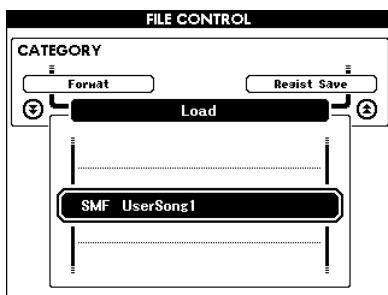 FILE CONTROL
CATEGORY
Format
Regist Save
Load
SMF UserSong1